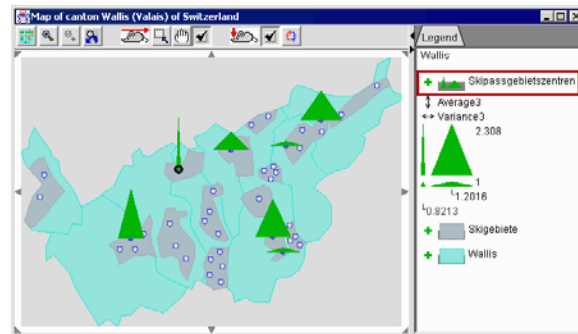 Map of canton Wallis (Valais) of Switzerland
Legend
Wallis
Skipassgebietszentren
Average3
Variance3
2.308
1
1.2016
0.8213
Skigebiete
Wallis